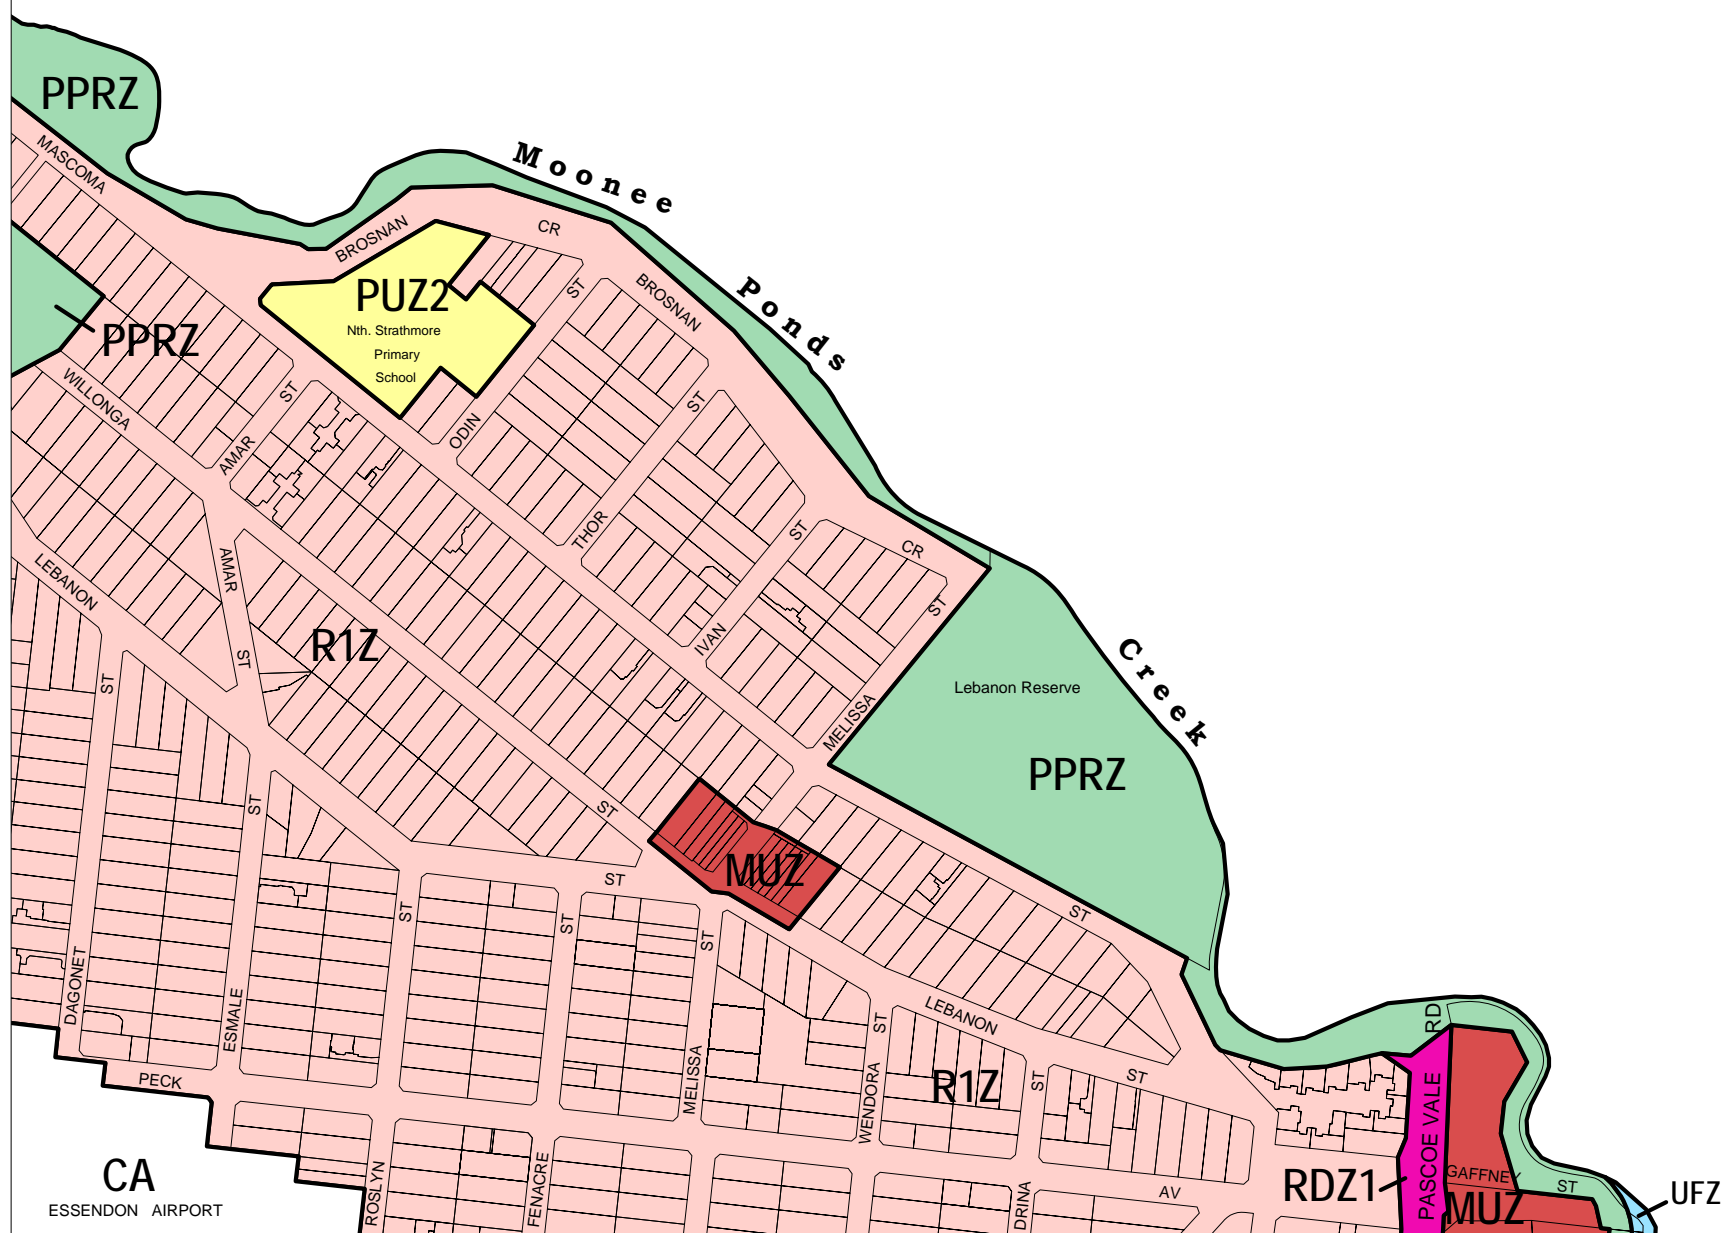 PPRZ
MASCOMA
Moonee
BROSNAN
CR
PUZ2
Nth. Strathmore
Primary
School
ST
BROSNAN
Ponds
PPRZ
WILLONGA
ST
AMAR
ODIN
ST
THOR
ST
CR
AMAR
LEBANON
ST
IVAN
R1Z
ST
ST
Creek
Lebanon Reserve
MELISSA
PPRZ
ST
ST
MUZ
ST
ST
ST
ST
ST
DAGONET
ESMALE
LEBANON
ST
RD
PECK
MELISSA
WENDORA
R1Z
ST
ST
PASCOE VALE
CA
ESSENDON AIRPORT
ROSLYN
FENACRE
DRINA
AV
RDZ1
GAFFNEY
ST
MUZ
UFZ